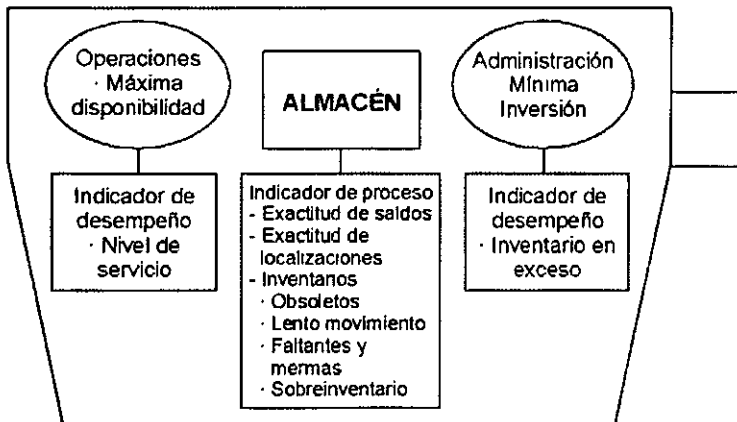 Operaciones
· Máxima
disponibilidad
ALMACÉN
Administración
Mínima
Inversión
Indicador de
desempeño
· Nivel de
servicio
Indicador de proceso
- Exactitud de saldos
- Exactitud de
localizaciones
- Inventarios
· Obsoletos
· Lento movimiento
· Faltantes y
mermas
· Sobreinventario
Indicador de
desempeño
· Inventario en
exceso